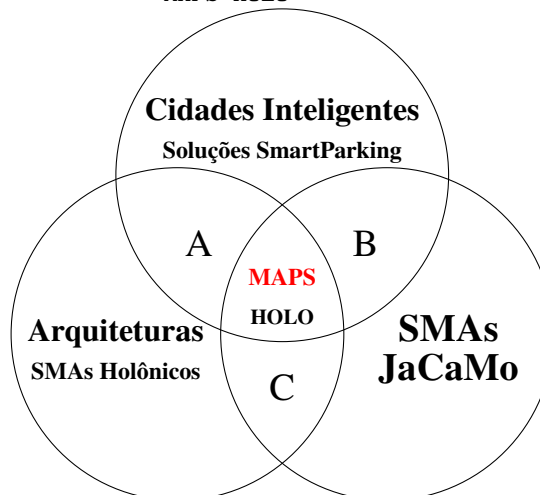 Cidades Inteligentes
Soluções SmartParking
A
B
MAPS
HOLO
Arquiteturas
SMAs Holônicos
SMAs
JaCaMo
C